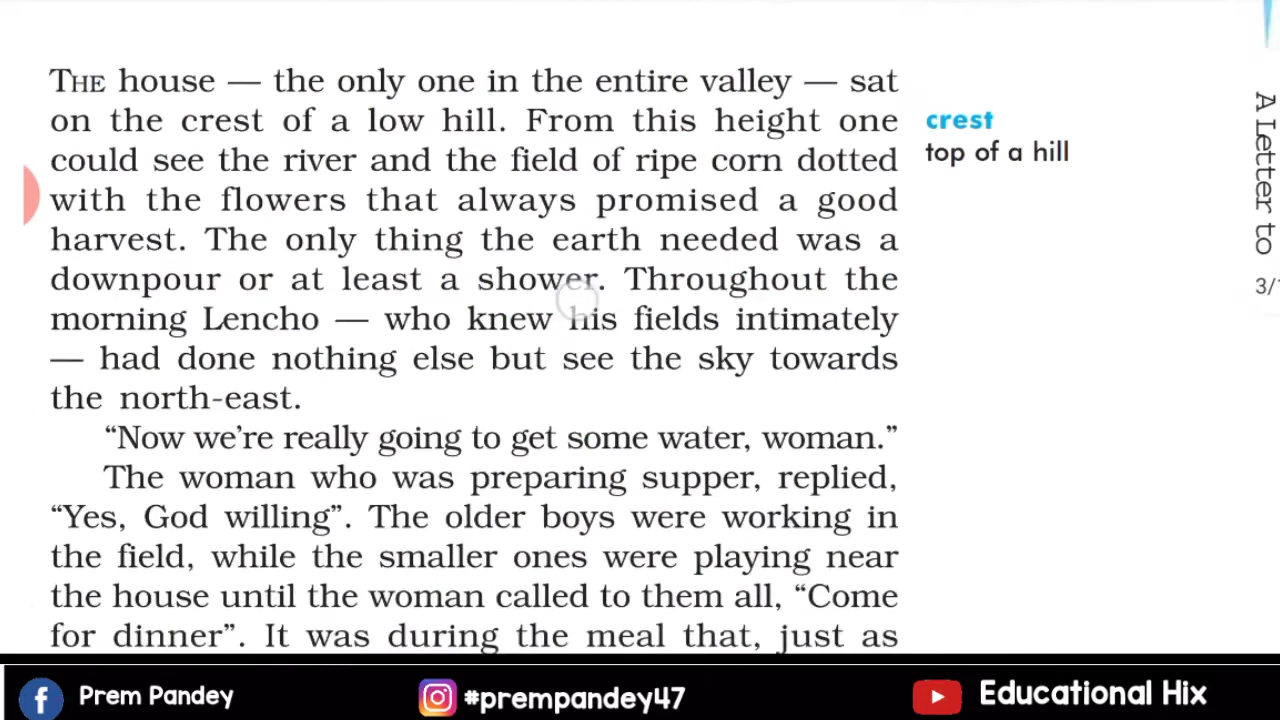 THE house — the only one in the entire valley — sat
on the crest of a low hill. From this height one
could see the river and the field of ripe corn dotted
with the flowers that always promised a good
harvest. The only thing the earth needed was a
downpour or at least a shower. Throughout the
morning Lencho — who knew his fields intimately
— had done nothing else but see the sky towards
the north-east.
“Now we’re really going to get some water, woman.”
The woman who was preparing supper, replied,
“Yes, God willing”. The older boys were working in
the field, while the smaller ones were playing near
the house until the woman called to them all, “Come
for dinner”. It was during the meal that, just as
crest
top of a hill
A Letter to
3/
Prem Pandey
#prempandey47
Educational Hix